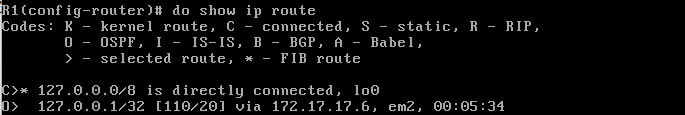 R1(config-router)# do show ip route
Codes: K - kernel route, C - connected, S - static, R - RIP,
O - OSPF, I - IS-IS, B - BGP, A - Babel,
> - selected route, * - FIB route
C>* 127.0.0.0/8 is directly connected, lo0
O> 127.0.0.1/32 [110/20] via 172.17.17.6, em2, 00:05:34